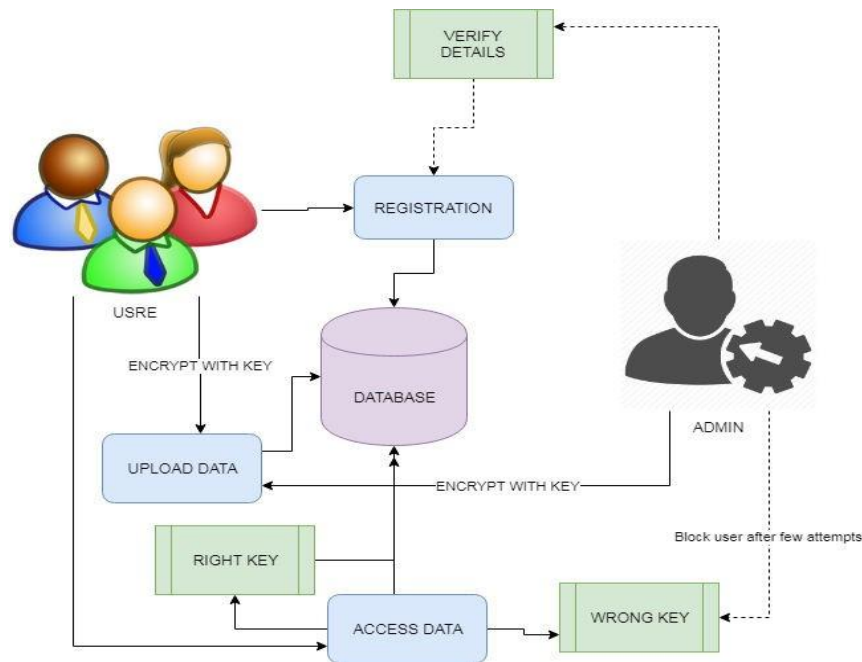 VERIFY
DETAILS
REGISTRATION
USRE
ENCRYPT WITH KEY
DATABASE
ADMIN
UPLOAD DATA
ENCRYPT WITH KEY
Block user after few attempts
RIGHT KEY
WRONG KEY
ACCESS DATA